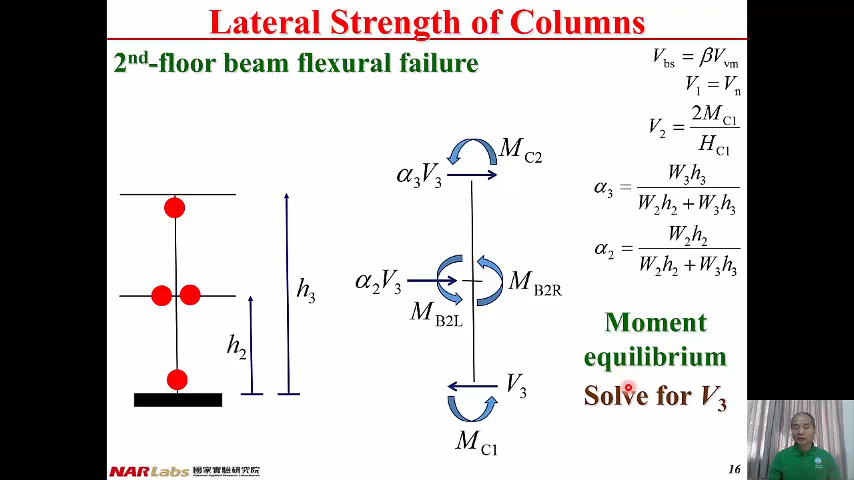 Lateral Strength of Columns
2nd-floor beam flexural failure
V_bs = βV_vm
V_1 = V_n
V_2 = 2M_C1 / H_C1
α_3 = W_3h_3 / (W_2h_2 + W_3h_3)
α_2 = W_2h_2 / (W_2h_2 + W_3h_3)
h_3
h_2
M_C2
α_3V_3
α_2V_3
M_B2L
M_B2R
V_3
M_C1
Moment
equilibrium
Solve for V_3
NARLabs 國家實驗研究院
16